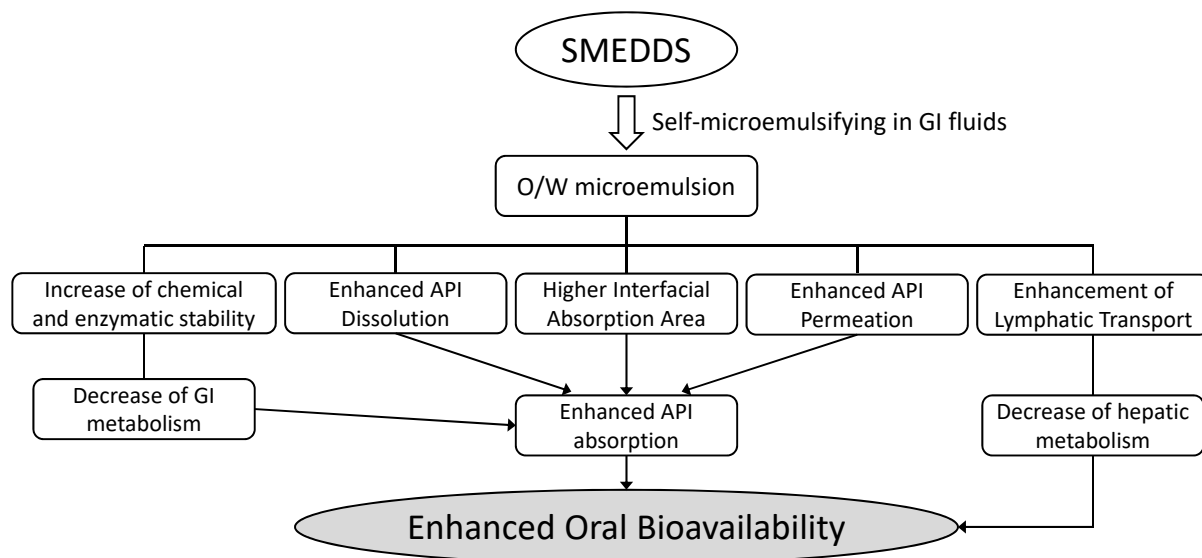 SMEDDS
Self-microemulsifying in GI fluids
O/W microemulsion
Increase of chemical
and enzymatic stability
Enhanced API
Dissolution
Higher Interfacial
Absorption Area
Enhanced API
Permeation
Enhancement of
Lymphatic Transport
Decrease of GI
metabolism
Enhanced API
absorption
Decrease of hepatic
metabolism
Enhanced Oral Bioavailability